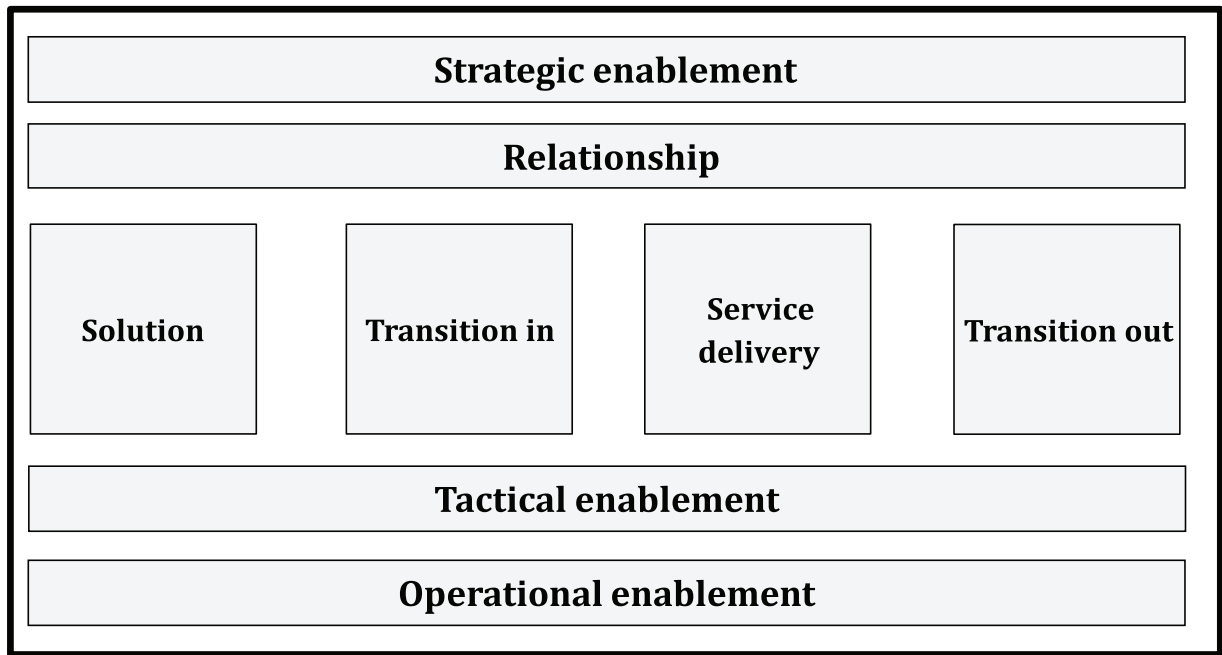 Strategic enablement
Relationship
Solution
Transition in
Service
delivery
Transition out
Tactical enablement
Operational enablement